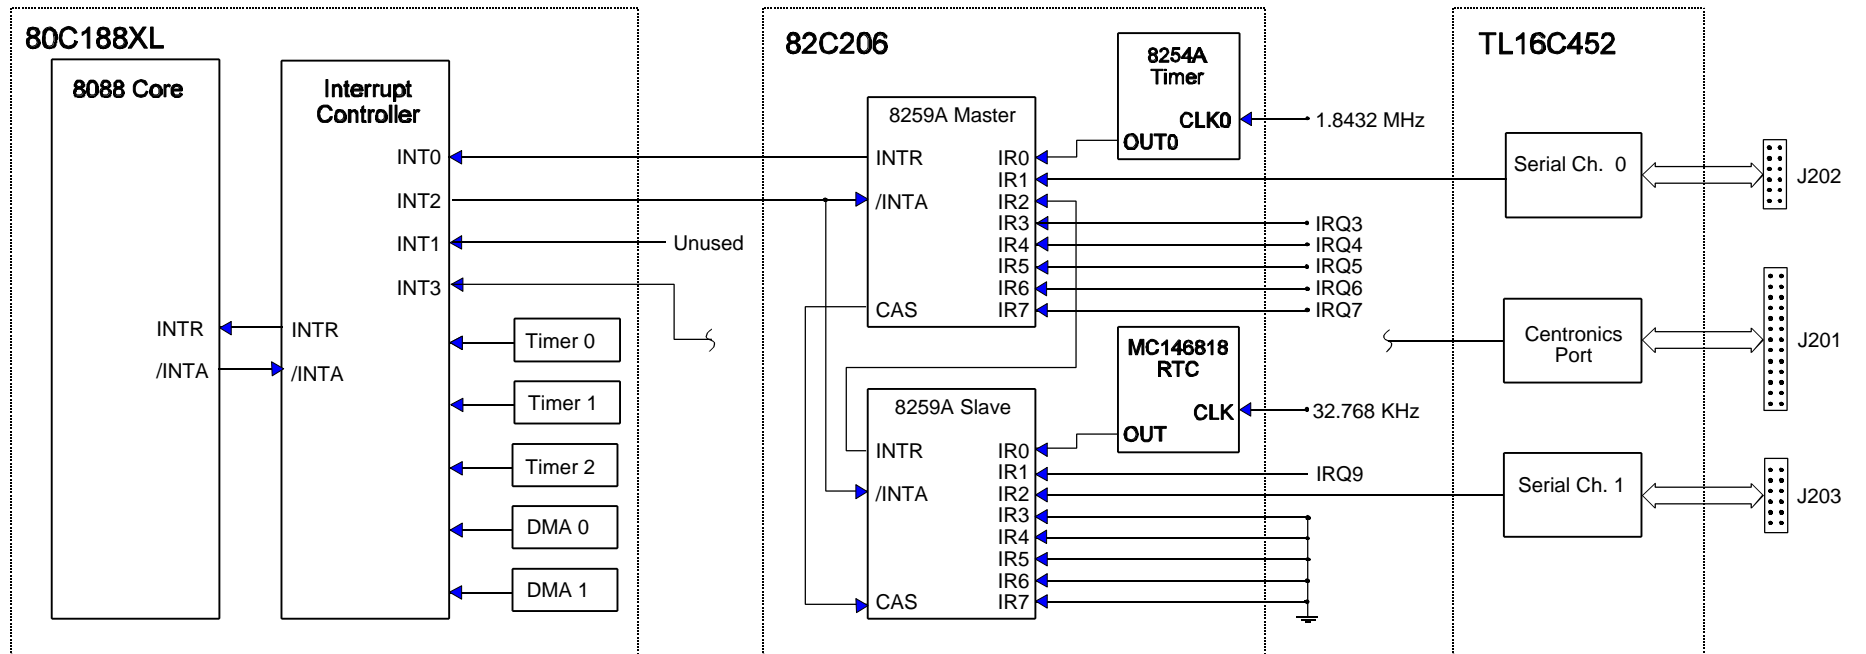 80C188XL
8088 Core
INTR
/INTA
Interrupt
Controller
INT0
INT2
INT1
INT3
INTR
/INTA
Unused
Timer 0
Timer 1
Timer 2
DMA 0
DMA 1
82C206
8259A Master
INTR
/INTA
CAS
IR0
IR1
IR2
IR3
IR4
IR5
IR6
IR7
8254A
Timer
CLK0
OUT0
1.8432 MHz
IRQ3
IRQ4
IRQ5
IRQ6
IRQ7
8259A Slave
INTR
/INTA
CAS
IR0
IR1
IR2
IR3
IR4
IR5
IR6
IR7
MC146818
RTC
CLK
OUT
32.768 KHz
IRQ9
TL16C452
Serial Ch. 0
J202
Centronics
Port
J201
Serial Ch. 1
J203